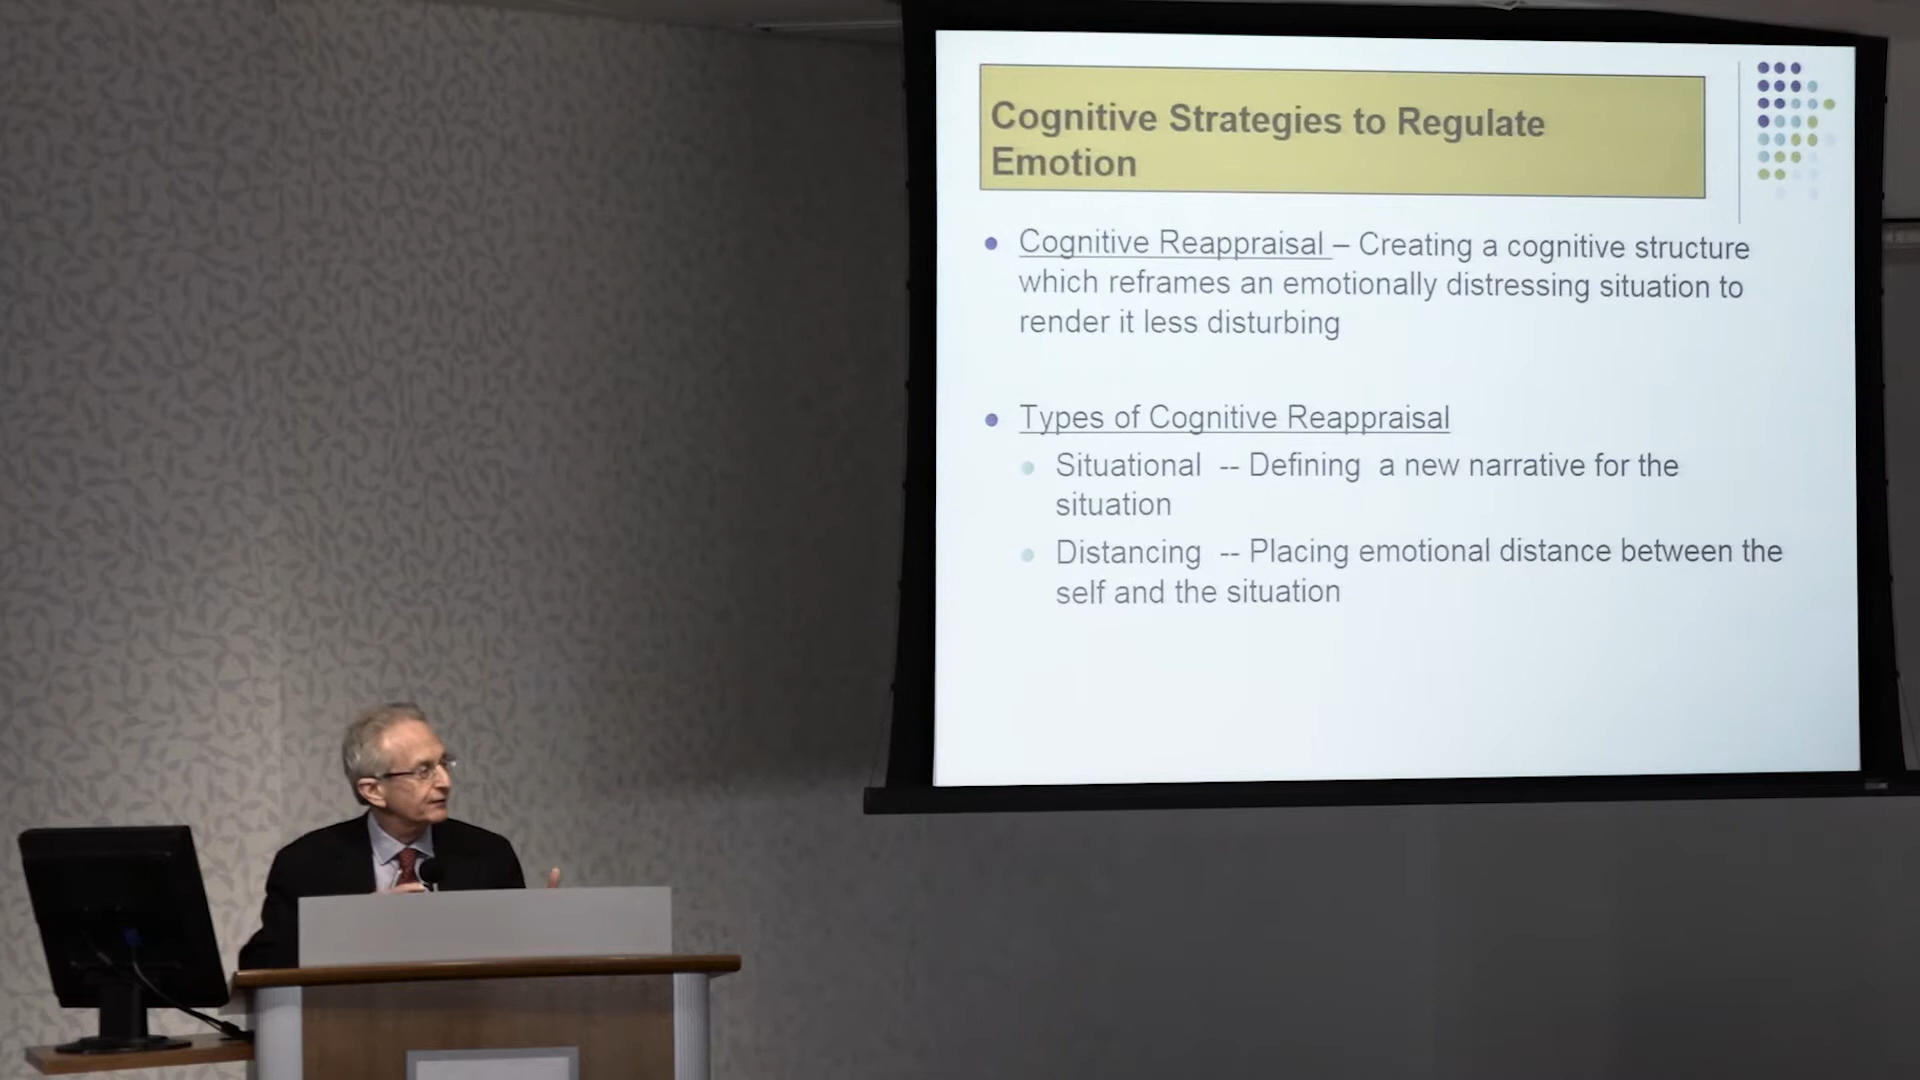 Cognitive Strategies to Regulate
Emotion
Cognitive Reappraisal – Creating a cognitive structure
which reframes an emotionally distressing situation to
render it less disturbing
Types of Cognitive Reappraisal
Situational -- Defining a new narrative for the
situation
Distancing -- Placing emotional distance between the
self and the situation